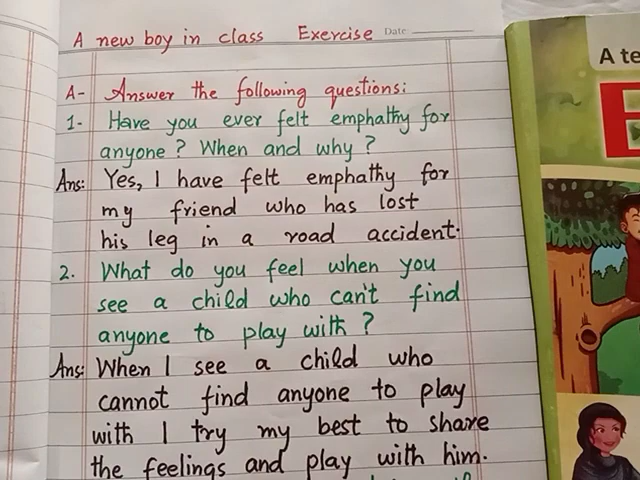 A new boy in class Exercise Date
A- Answer the following questions:
1- Have you ever felt emphathy for
anyone? When and why?
Ans: Yes, I have felt emphathy for
my friend who has lost
his leg in a road accident.
2. What do you feel when you
see a child who can't find
anyone to play with?
Ans: When I see a child who
cannot find anyone to play
with I try my best to share
the feelings and play with him.
A te
E